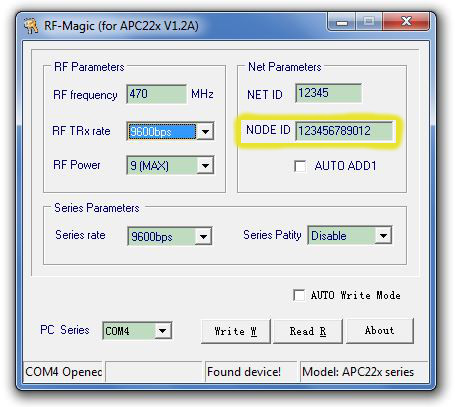 RF-Magic (for APC22x V1.2A)
RF Parameters
RF frequency 470 MHz
RF TRx rate 9600bps
RF Power 9 (MAX)
Net Parameters
NET ID 12345
NODE ID 123456789012
AUTO ADD1
Series Parameters
Series rate 9600bps Series Patity Disable
AUTO Write Mode
PC Series COM4 Write W Read R About
COM4 Opened Found device! Model: APC22x series